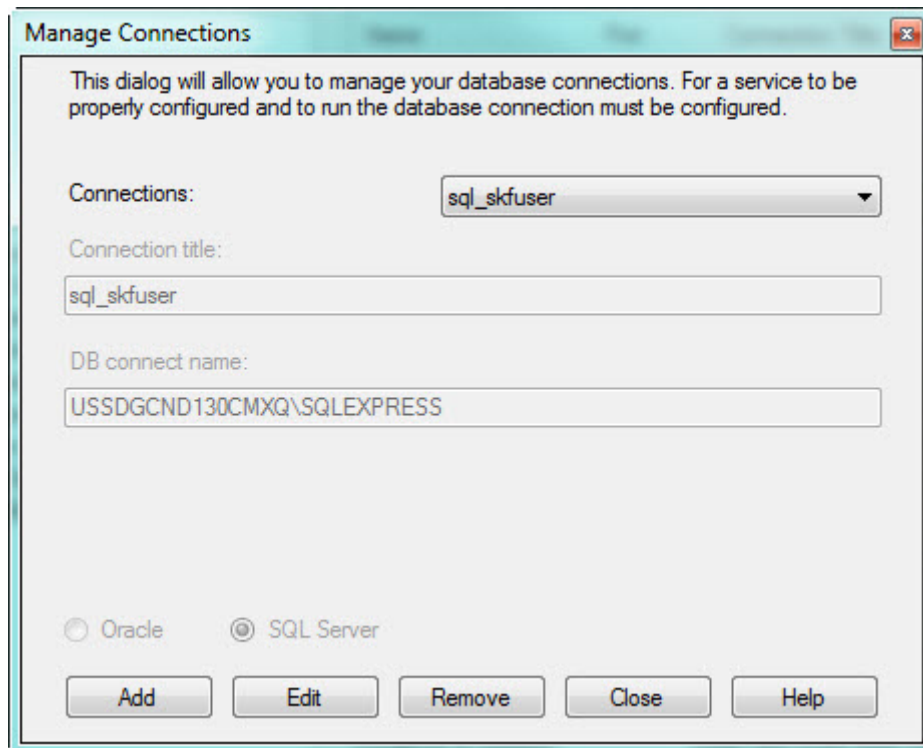 Manage Connections
This dialog will allow you to manage your database connections. For a service to be
properly configured and to run the database connection must be configured.
Connections:
sql_skfuser
Connection title:
sql_skfuser
DB connect name:
USSDGCND130CMXQ\SQLEXPRESS
Oracle
SQL Server
Add
Edit
Remove
Close
Help